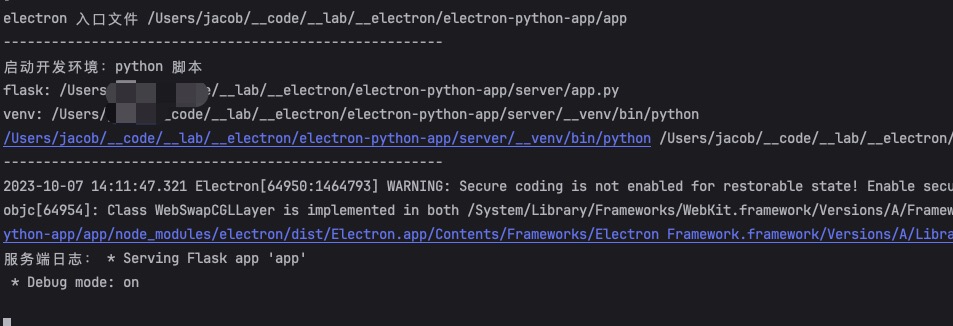 electron 入口文件 /Users/jacob/__code/__lab/__electron/electron-python-app/app
-------------------------------------------------------
启动开发环境：python 脚本
flask: /Users /__lab/__electron/electron-python-app/server/app.py
venv: /Users/ _code/__lab/__electron/electron-python-app/server/__venv/bin/python
/Users/jacob/__code/__lab/__electron/electron-python-app/server/__venv/bin/python /Users/jacob/__code/__lab/__electron/
-------------------------------------------------------
2023-10-07 14:11:47.321 Electron[64950:1464793] WARNING: Secure coding is not enabled for restorable state! Enable secu
objc[64954]: Class WebSwapCGLLayer is implemented in both /System/Library/Frameworks/WebKit.framework/Versions/A/Framew
ython-app/app/node_modules/electron/dist/Electron.app/Contents/Frameworks/Electron Framework.framework/Versions/A/Libra
服务端日志： * Serving Flask app 'app'
 * Debug mode: on